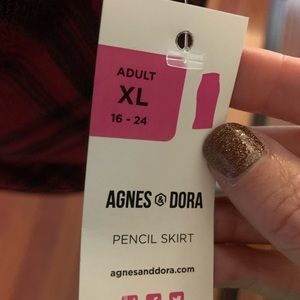 ADULT
XL
16 - 24
AGNES & DORA
PENCIL SKIRT
agnesanddora.com